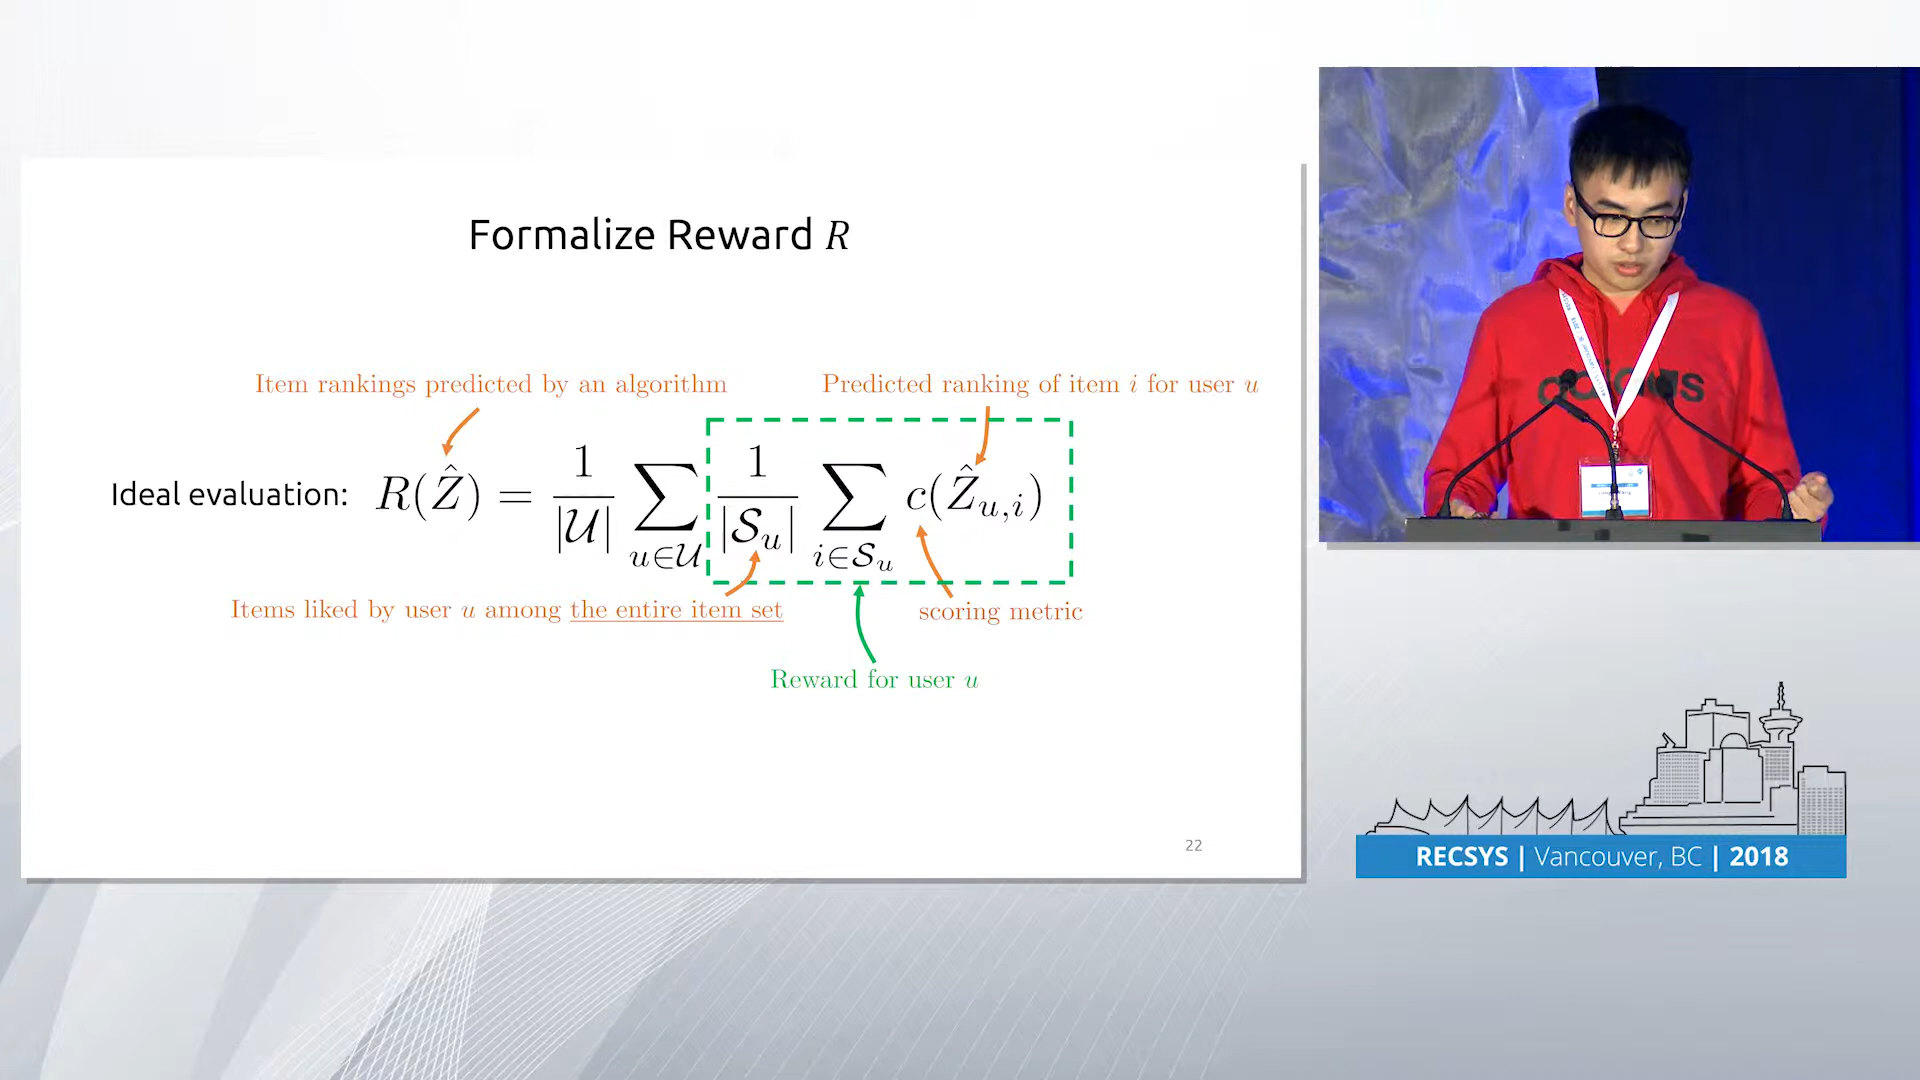 Formalize Reward R
Item rankings predicted by an algorithm
Predicted ranking of item i for user u
Ideal evaluation: R(Ẑ) = 1/|𝒰| ∑_{u∈𝒰} 1/|𝒮_u| ∑_{i∈𝒮_u} c(Ẑ_{u,i})
Items liked by user u among the entire item set
scoring metric
Reward for user u
22
adidas
RECSYS | Vancouver, BC | 2018